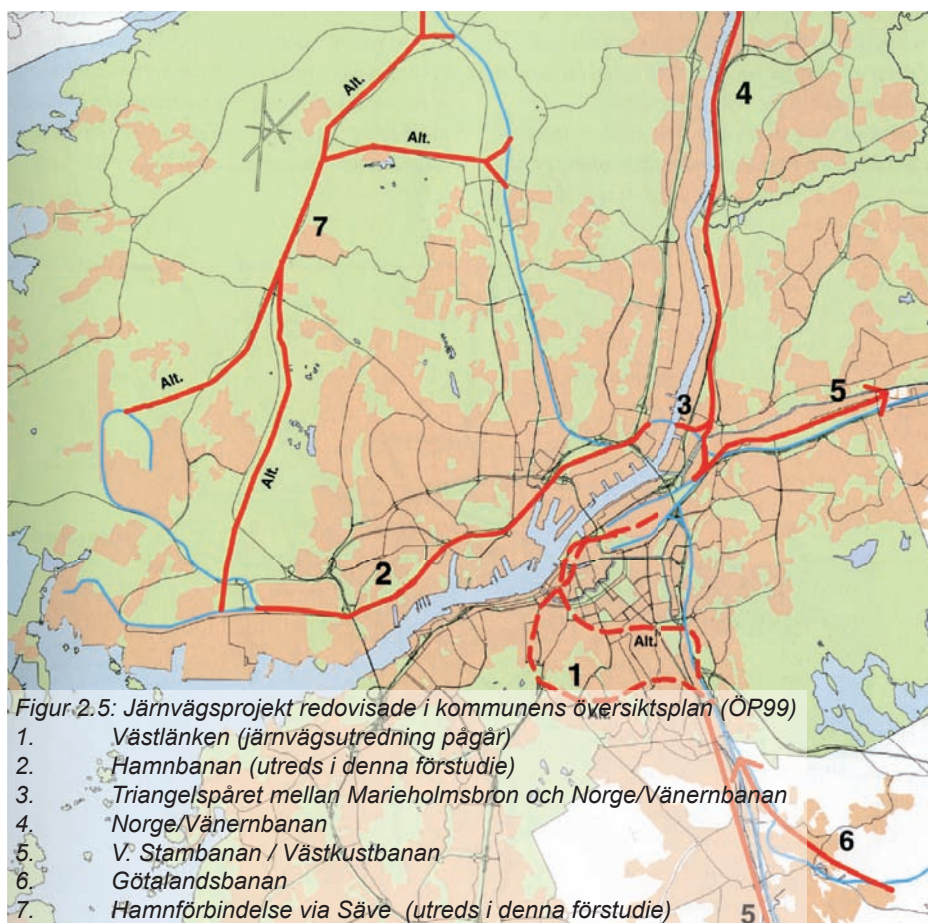 Alt.
Alt.
4
7
5
3
Alt.
Alt.
2
Alt.
1
Figur 2.5: Järnvägsprojekt redovisade i kommunens översiktsplan (ÖP99)
1. Västlänken (järnvägsutredning pågår)
2. Hamnbanan (utreds i denna förstudie)
3. Triangelspåret mellan Marieholmsbron och Norge/Vänernbanan
4. Norge/Vänernbanan
5. V. Stambanan / Västkustbanan
6. Götalandsbanan
7. Hamnförbindelse via Säve (utreds i denna förstudie)
6
5